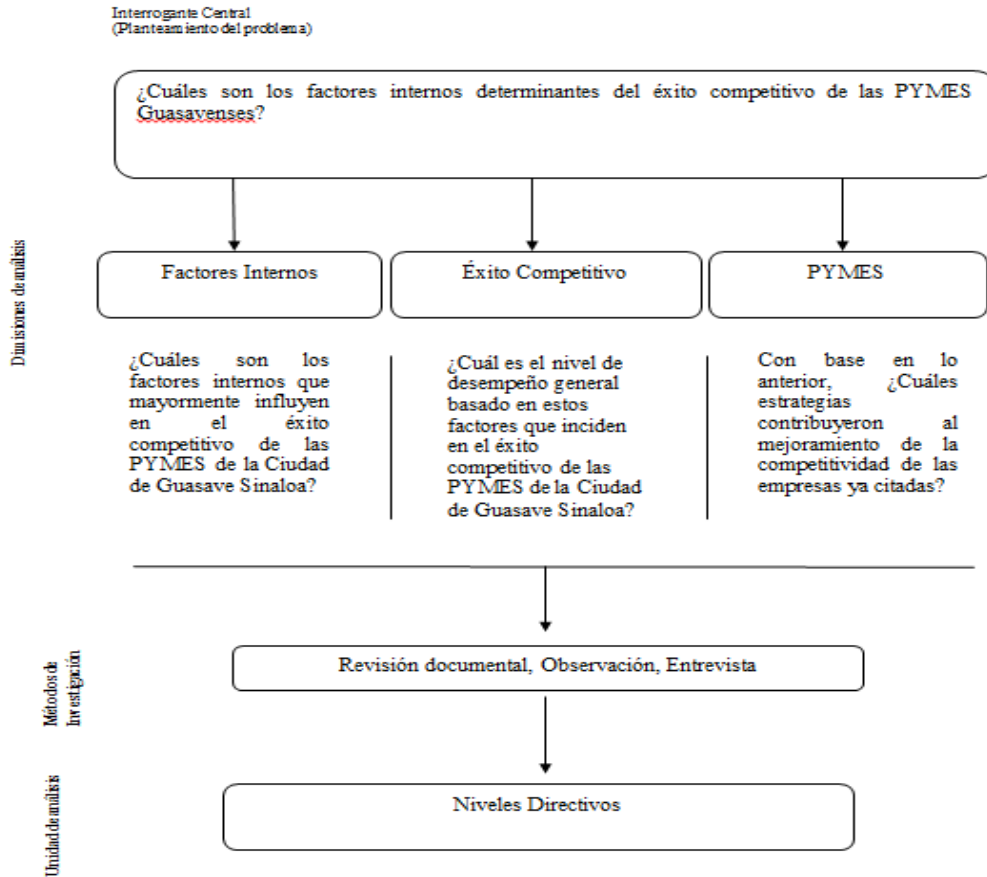 Interrogante Central
(Planteamiento del problema)
¿Cuáles son los factores internos determinantes del éxito competitivo de las PYMES
Guasavenses?
Dimisiones de análisis
Factores Internos
Éxito Competitivo
PYMES
¿Cuáles son los
factores internos que
mayormente influyen
en el éxito
competitivo de las
PYMES de la Ciudad
de Guasave Sinaloa?
¿Cuál es el nivel de
desempeño general
basado en estos
factores que inciden
en el éxito
competitivo de las
PYMES de la Ciudad
de Guasave Sinaloa?
Con base en lo
anterior, ¿Cuáles
estrategias
contribuyeron al
mejoramiento de la
competitividad de las
empresas ya citadas?
Métodos de
Investigación
Revisión documental, Observación, Entrevista
Unidad de análisis
Niveles Directivos